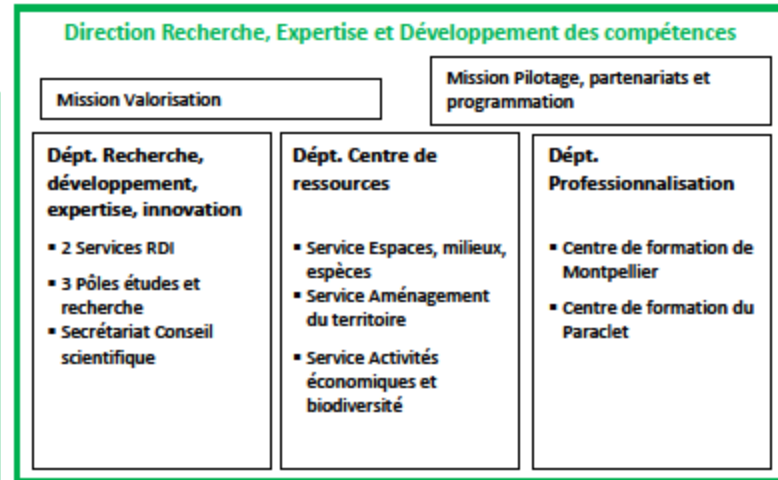 Direction Recherche, Expertise et Développement des compétences
Mission Valorisation
Mission Pilotage, partenariats et
programmation
Dépt. Recherche,
développement,
expertise, innovation
▪ 2 Services RDI
▪ 3 Pôles études et
recherche
▪ Secrétariat Conseil
scientifique
Dépt. Centre de
ressources
▪ Service Espaces, milieux,
espèces
▪ Service Aménagement
du territoire
▪ Service Activités
économiques et
biodiversité
Dépt.
Professionnalisation
▪ Centre de formation de
Montpellier
▪ Centre de formation du
Paraclet